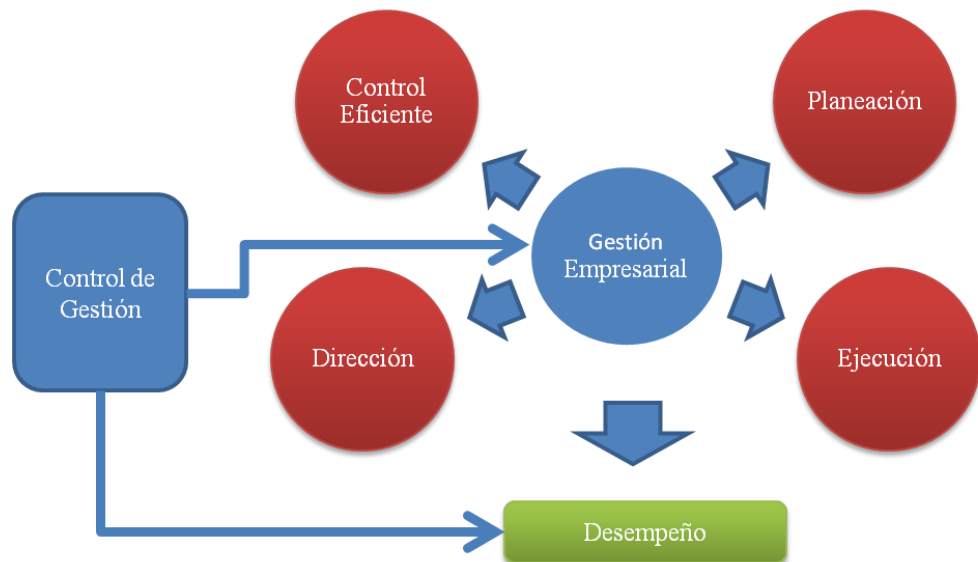 Control
Eficiente
Planeación
Control de
Gestión
Gestión
Empresarial
Dirección
Ejecución
Desempeño